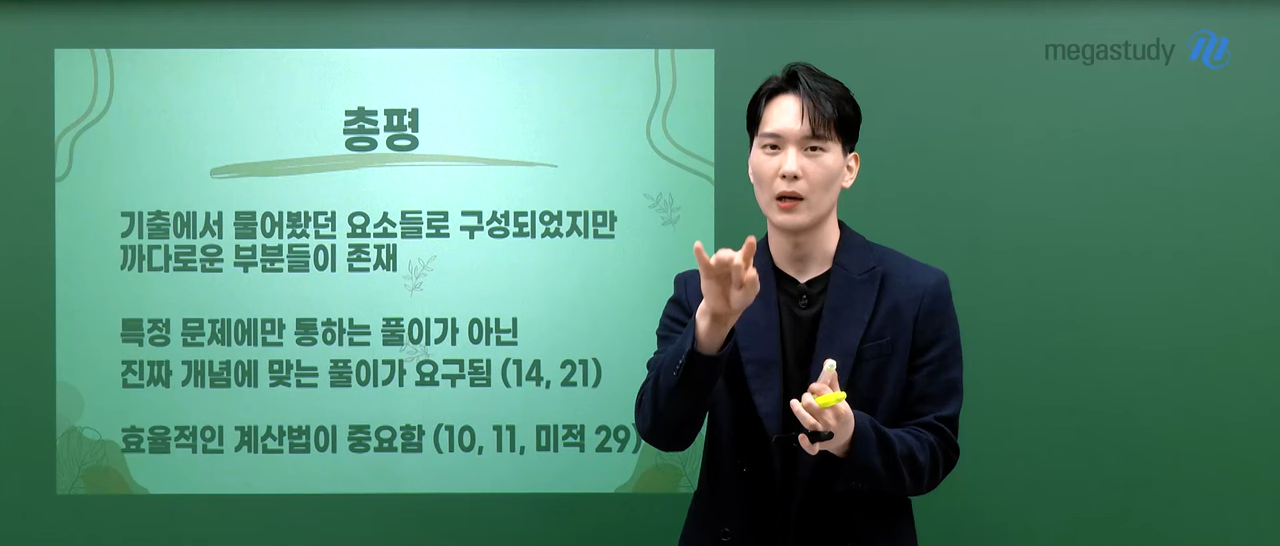 megastudy
총평
기출에서 물어봤던 요소들로 구성되었지만
까다로운 부분들이 존재
특정 문제에만 통하는 풀이가 아닌
진짜 개념에 맞는 풀이가 요구됨 (14, 21)
효율적인 계산법이 중요함 (10, 11, 미적 29)